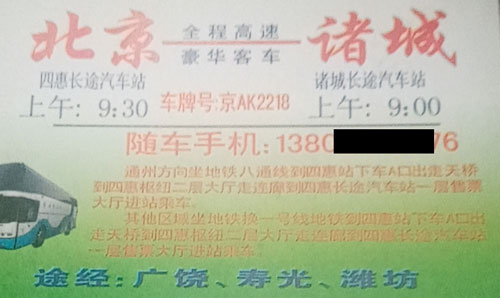 北京 全程高速 诸城
豪华客车
四惠长途汽车站 诸城长途汽车站
上午: 9:30 车牌号:京AK2218 上午: 9:00
随车手机:1380 76
通州方向坐地铁八通线到四惠站下车A口出走天桥
到四惠枢纽二层大厅走连廊到四惠长途汽车站一层售票
大厅进站乘车。
其他区域坐地铁换一号线地铁到四惠站下车A口出
走天桥到四惠枢纽二层大厅走连廊到四惠长途汽车站
一层售票大厅进站乘车。
途经:广饶、寿光、潍坊